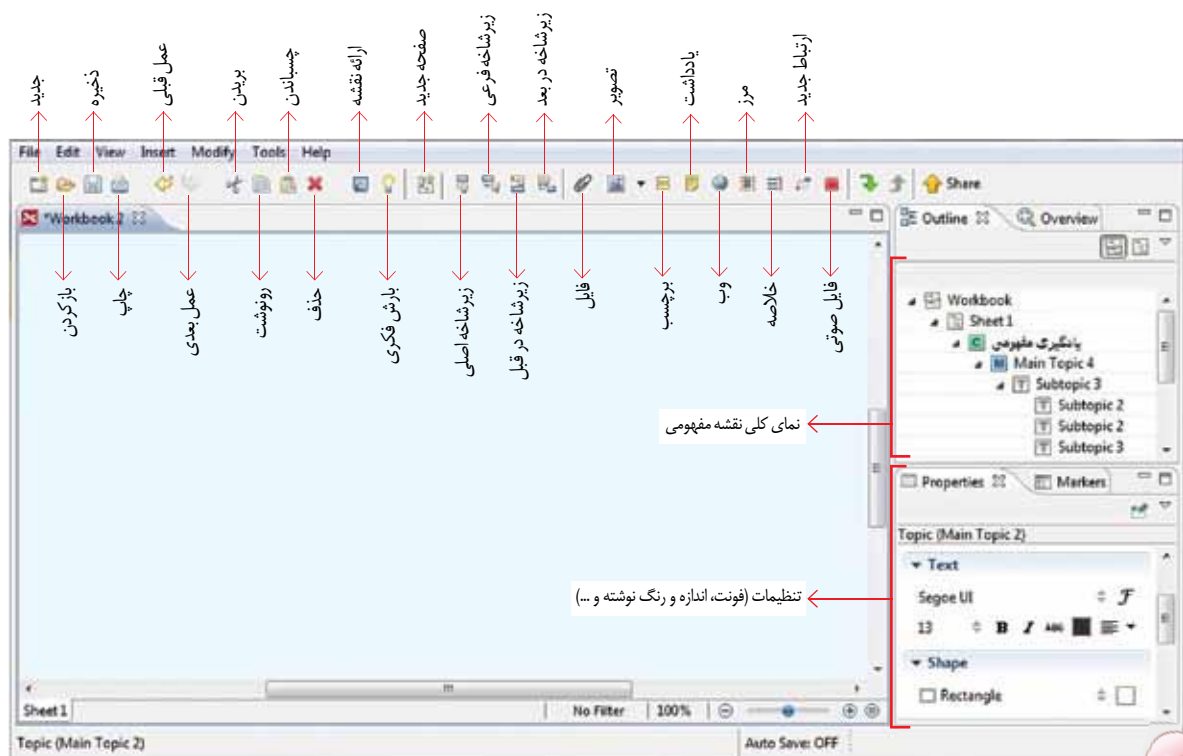 جدید
ذخیره
عمل قبلی
بریدن
چسباندن
ارائه نقشه
صفحه جدید
زیرشاخه فرعی
زیرشاخه در بعد
تصویر
یادداشت
مرز
ارتباط جدید
File Edit View Insert Modify Tools Help
Share
*Workbook 2
Outline Overview
بازکردن
چاپ
عمل بعدی
رونوشت
حذف
بارش فکری
زیرشاخه اصلی
زیرشاخه در قبل
فایل
برچسب
وب
خلاصه
فایل صوتی
Workbook
Sheet 1
C یادگیری مفهومی
M Main Topic 4
T Subtopic 3
T Subtopic 2
T Subtopic 2
T Subtopic 3
نمای کلی نقشه مفهومی
Properties Markers
Topic (Main Topic 2)
Text
Segoe UI F
13 B I ABC
تنظیمات (فونت، اندازه و رنگ نوشته و ...)
Shape
Rectangle
Sheet 1 No Filter 100%
Topic (Main Topic 2) Auto Save: OFF